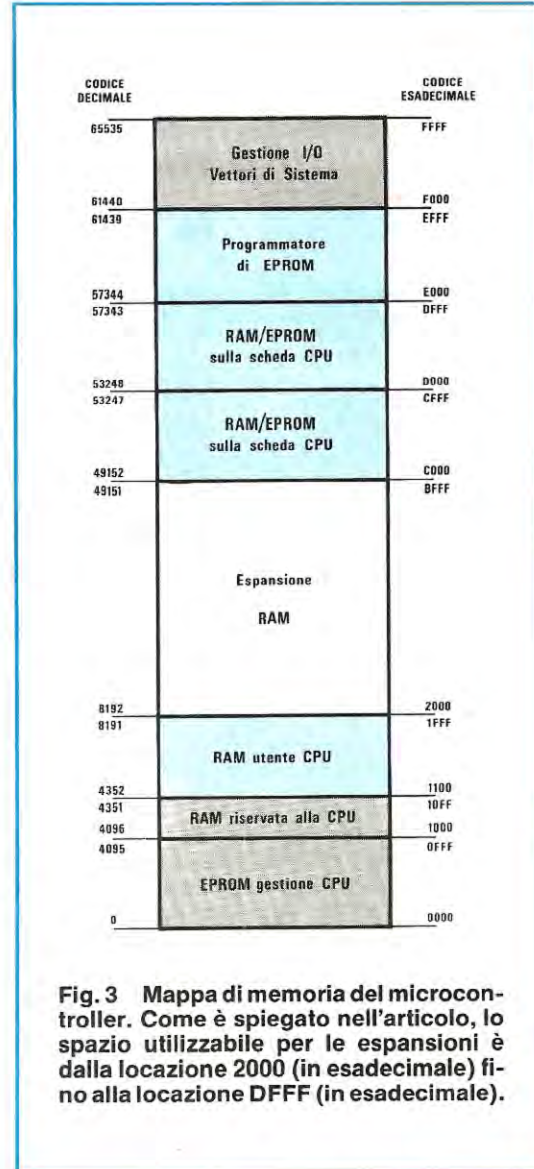 CODICE
DECIMALE
CODICE
ESADECIMALE
65535
FFFF
Gestione I/O
Vettori di Sistema
61440
F000
61439
EFFF
Programmatore
di EPROM
57344
E000
57343
DFFF
RAM/EPROM
sulla scheda CPU
53248
D000
53247
CFFF
RAM/EPROM
sulla scheda CPU
49152
C000
49151
BFFF
Espansione
RAM
8192
2000
8191
1FFF
RAM utente CPU
4352
1100
4351
10FF
RAM riservata alla CPU
4096
1000
4095
0FFF
EPROM gestione CPU
0
0000
Fig. 3 Mappa di memoria del microcon-
troller. Come è spiegato nell'articolo, lo
spazio utilizzabile per le espansioni è
dalla locazione 2000 (in esadecimale) fi-
no alla locazione DFFF (in esadecimale).